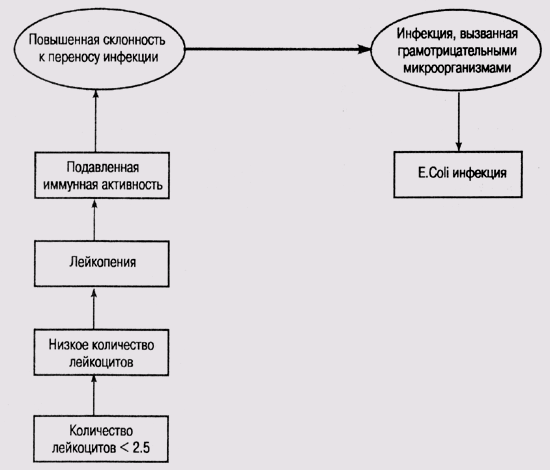 Повышенная склонность
к переносу инфекции
Инфекция, вызванная
грамотрицательными
микроорганизмами
Подавленная
иммунная активность
E.Coli инфекция
Лейкопения
Низкое количество
лейкоцитов
Количество
лейкоцитов < 2.5